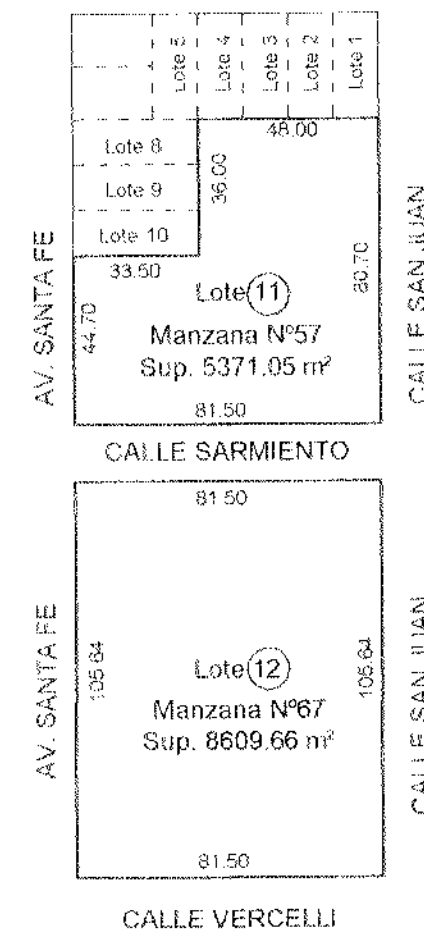 Lote 5
Lote 4
Lote 3
Lote 2
Lote 1
48.00
Lote 8
36.00
Lote 9
Lote 10
33.50
AV. SANTA FE
44.70
Lote 11
Manzana Nº57
Sup. 5371.05 m²
80.70
CALLE SAN JUAN
81.50
CALLE SARMIENTO
81.50
AV. SANTA FE
105.64
Lote 12
Manzana Nº67
Sup. 8609.66 m²
105.64
CALLE SAN JUAN
81.50
CALLE VERCELLI